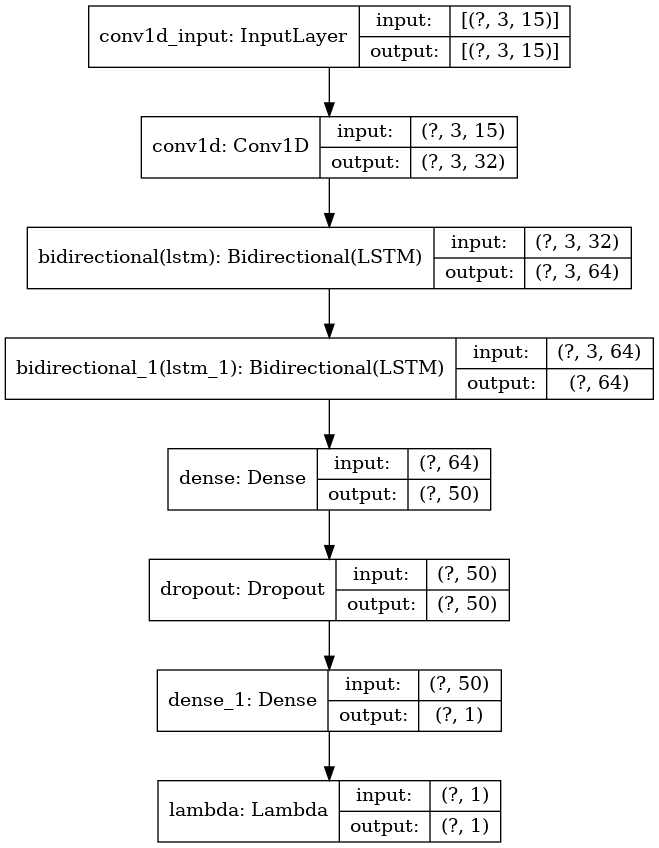 conv1d_input: InputLayer input: [(?, 3, 15)]
output: [(?, 3, 15)]
conv1d: Conv1D input: (?, 3, 15)
output: (?, 3, 32)
bidirectional(lstm): Bidirectional(LSTM) input: (?, 3, 32)
output: (?, 3, 64)
bidirectional_1(lstm_1): Bidirectional(LSTM) input: (?, 3, 64)
output: (?, 64)
dense: Dense input: (?, 64)
output: (?, 50)
dropout: Dropout input: (?, 50)
output: (?, 50)
dense_1: Dense input: (?, 50)
output: (?, 1)
lambda: Lambda input: (?, 1)
output: (?, 1)